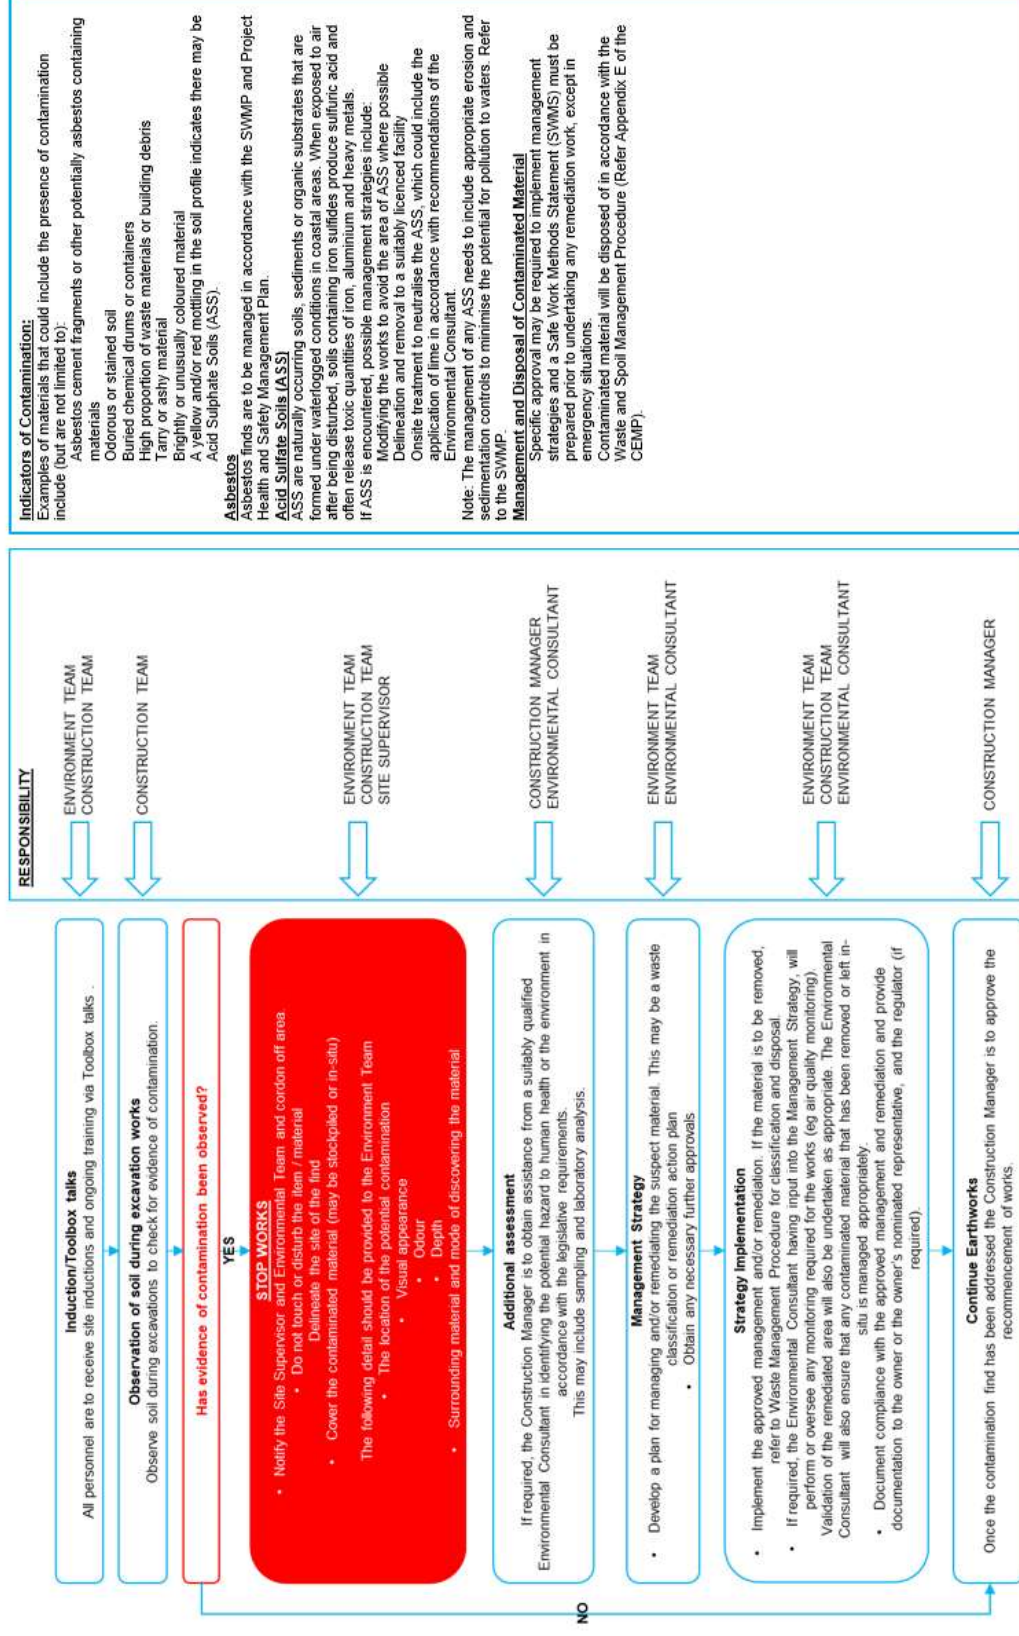 Induction/Toolbox talks
All personnel are to receive site inductions and ongoing training via Toolbox talks .
Observation of soil during excavation works
Observe soil during excavations to check for evidence of contamination.
Has evidence of contamination been observed?
YES
NO
STOP WORKS
• Notify the Site Supervisor and Environmental Team and cordon off area.
• Do not touch or disturb the item / material
Delineate the site of the find
• Cover the contaminated material (may be stockpiled or in-situ)
The following detail should be provided to the Environment Team
• The location of the potential contamination
• Visual appearance
• Odour
• Depth
• Surrounding material and mode of discovering the material
Additional assessment
If required, the Construction Manager is to obtain assistance from a suitably qualified
Environmental Consultant in identifying the potential hazard to human health or the environment in
accordance with the legislative requirements.
This may include sampling and laboratory analysis.
Management Strategy
• Develop a plan for managing and/or remediating the suspect material. This may be a waste
classification or remediation action plan
• Obtain any necessary further approvals
Strategy Implementation
• Implement the approved management and/or remediation. If the material is to be removed,
refer to Waste Management Procedure for classification and disposal.
• If required, the Environmental Consultant having input into the Management Strategy, will
perform or oversee any monitoring required for the works (eg air quality monitoring).
Validation of the remediated area will also be undertaken as appropriate. The Environmental
Consultant will also ensure that any contaminated material that has been removed or left in-
situ is managed appropriately.
• Document compliance with the approved management and remediation and provide
documentation to the owner or the owner's nominated representative, and the regulator (if
required).
Continue Earthworks
Once the contamination find has been addressed the Construction Manager is to approve the
recommencement of works.
RESPONSIBILITY
ENVIRONMENT TEAM
CONSTRUCTION TEAM
CONSTRUCTION TEAM
ENVIRONMENT TEAM
CONSTRUCTION TEAM
SITE SUPERVISOR
CONSTRUCTION MANAGER
ENVIRONMENTAL CONSULTANT
ENVIRONMENT TEAM
ENVIRONMENTAL CONSULTANT
ENVIRONMENT TEAM
CONSTRUCTION TEAM
ENVIRONMENTAL CONSULTANT
CONSTRUCTION MANAGER
Indicators of Contamination:
Examples of materials that could include the presence of contamination
include (but are not limited to):
Asbestos cement fragments or other potentially asbestos containing
materials
Odorous or stained soil
Buried chemical drums or containers
High proportion of waste materials or building debris
Tarry or ashy material
Brightly or unusually coloured material
A yellow and/or red mottling in the soil profile indicates there may be
Acid Sulphate Soils (ASS).
Asbestos
Asbestos finds are to be managed in accordance with the SWMP and Project
Health and Safety Management Plan.
Acid Sulfate Soils (ASS)
ASS are naturally occurring soils, sediments or organic substrates that are
formed under waterlogged conditions in coastal areas. When exposed to air
after being disturbed, soils containing iron sulfides produce sulfuric acid and
often release toxic quantities of iron, aluminium and heavy metals.
If ASS is encountered, possible management strategies include:
Modifying the works to avoid the area of ASS where possible
Delineation and removal to a suitably licenced facility
Onsite treatment to neutralise the ASS, which could include the
application of lime in accordance with recommendations of the
Environmental Consultant.
Note: The management of any ASS needs to include appropriate erosion and
sedimentation controls to minimise the potential for pollution to waters. Refer
to the SWMP.
Management and Disposal of Contaminated Material
Specific approval may be required to implement management
strategies and a Safe Work Methods Statement (SWMS) must be
prepared prior to undertaking any remediation work, except in
emergency situations.
Contaminated material will be disposed of in accordance with the
Waste and Spoil Management Procedure (Refer Appendix E of the
CEMP).